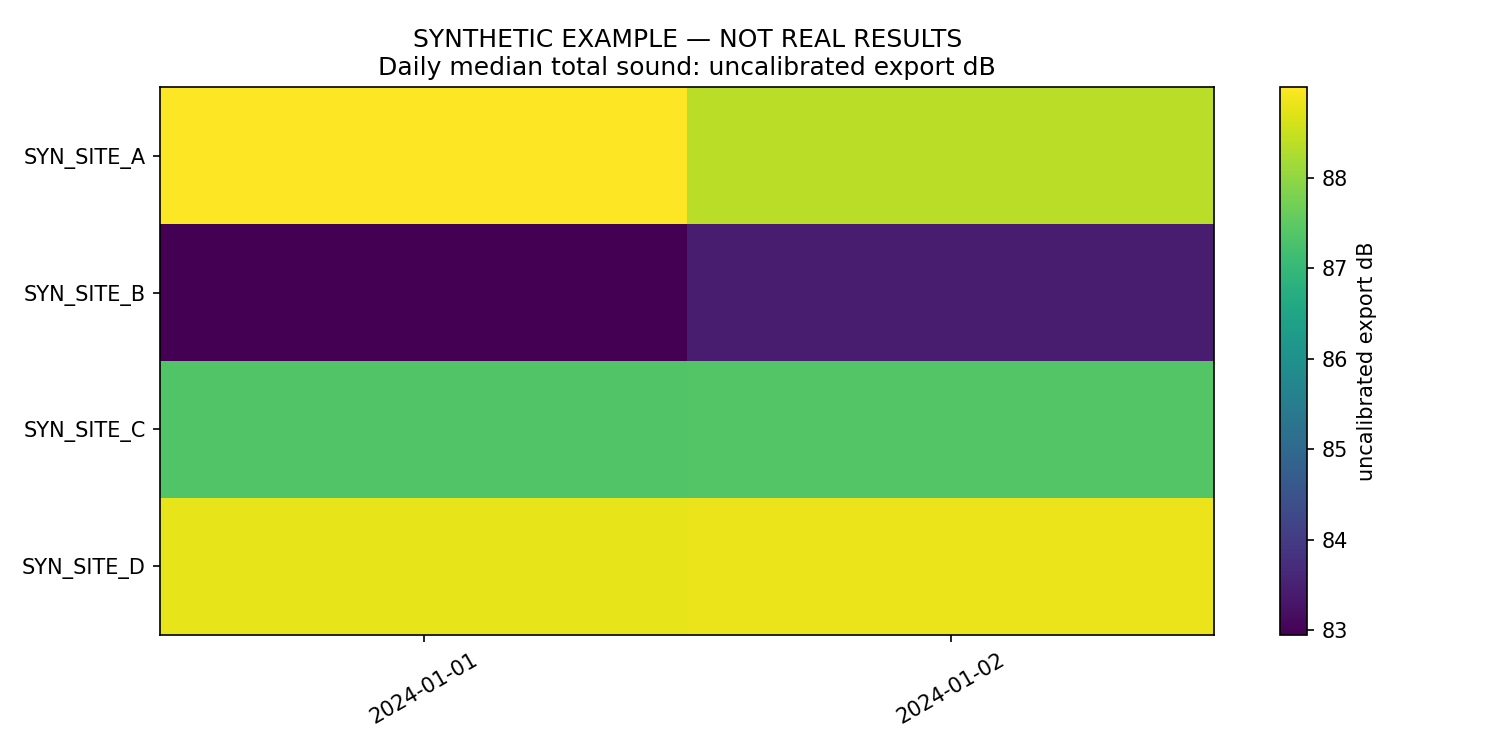 SYNTHETIC EXAMPLE — NOT REAL RESULTS
Daily median total sound: uncalibrated export dB
SYN_SITE_A
SYN_SITE_B
SYN_SITE_C
SYN_SITE_D
2024-01-01
2024-01-02
88
87
86
85
84
83
uncalibrated export dB